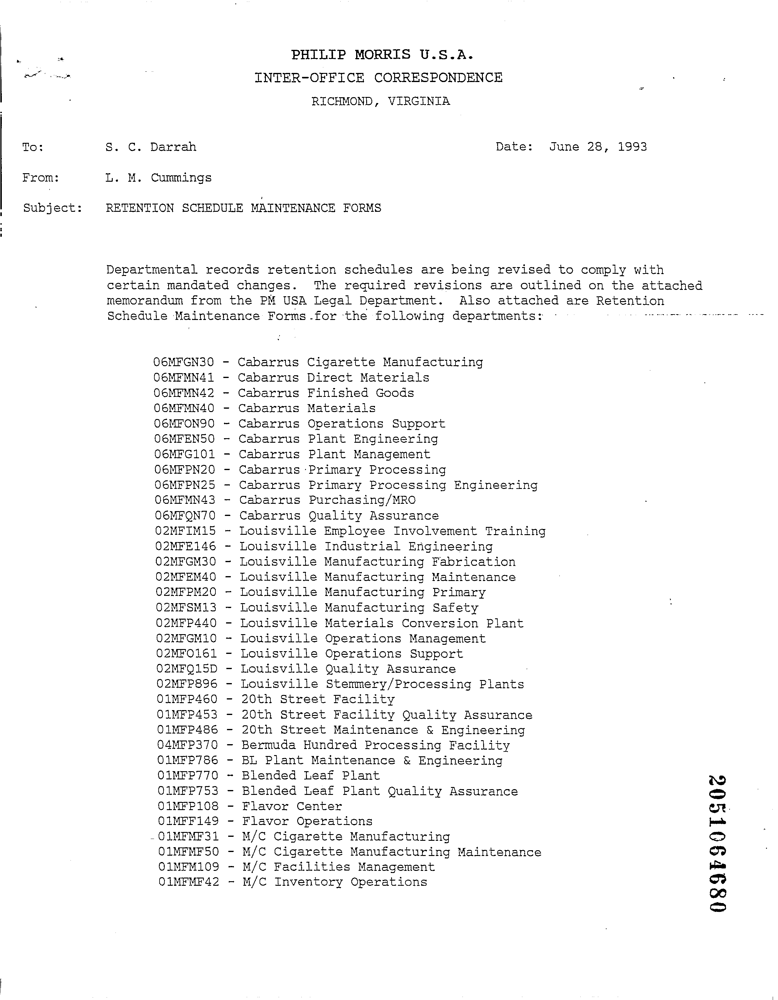 PHILIP MORRIS U.S.A.
INTER-OFFICE CORRESPONDENCE
RICHMOND, VIRGINIA
To: S. C. Darrah Date: June 28, 1993
From: L. M. Cummings
Subject: RETENTION SCHEDULE MAINTENANCE FORMS
Departmental records retention schedules are being revised to comply with
certain mandated changes. The required revisions are outlined on the attached
memorandum from the PM USA Legal Department. Also attached are Retention
Schedule Maintenance Forms for the following departments:
06MFGN30 - Cabarrus Cigarette Manufacturing
06MFMN41 - Cabarrus Direct Materials
06MFMN42 - Cabarrus Finished Goods
06MFMN40 - Cabarrus Materials
06MFON90 - Cabarrus Operations Support
06MFEN50 - Cabarrus Plant Engineering
06MFG101 - Cabarrus Plant Management
06MFPN20 - Cabarrus Primary Processing
06MFPN25 - Cabarrus Primary Processing Engineering
06MFMN43 - Cabarrus Purchasing/MRO
06MFQN70 - Cabarrus Quality Assurance
02MFIM15 - Louisville Employee Involvement Training
02MFE146 - Louisville Industrial Engineering
02MFGM30 - Louisville Manufacturing Fabrication
02MFEM40 - Louisville Manufacturing Maintenance
02MFPM20 - Louisville Manufacturing Primary
02MFSM13 - Louisville Manufacturing Safety
02MFP440 - Louisville Materials Conversion Plant
02MFGM10 - Louisville Operations Management
02MFO161 - Louisville Operations Support
02MFQ15D - Louisville Quality Assurance
02MFP896 - Louisville Stemmery/Processing Plants
01MFP460 - 20th Street Facility
01MFP453 - 20th Street Facility Quality Assurance
01MFP486 - 20th Street Maintenance & Engineering
04MFP370 - Bermuda Hundred Processing Facility
01MFP786 - BL Plant Maintenance & Engineering
01MFP770 - Blended Leaf Plant
01MFP753 - Blended Leaf Plant Quality Assurance
01MFP108 - Flavor Center
01MFF149 - Flavor Operations
01MFMF31 - M/C Cigarette Manufacturing
01MFMF50 - M/C Cigarette Manufacturing Maintenance
01MFM109 - M/C Facilities Management
01MFMF42 - M/C Inventory Operations
2051064680